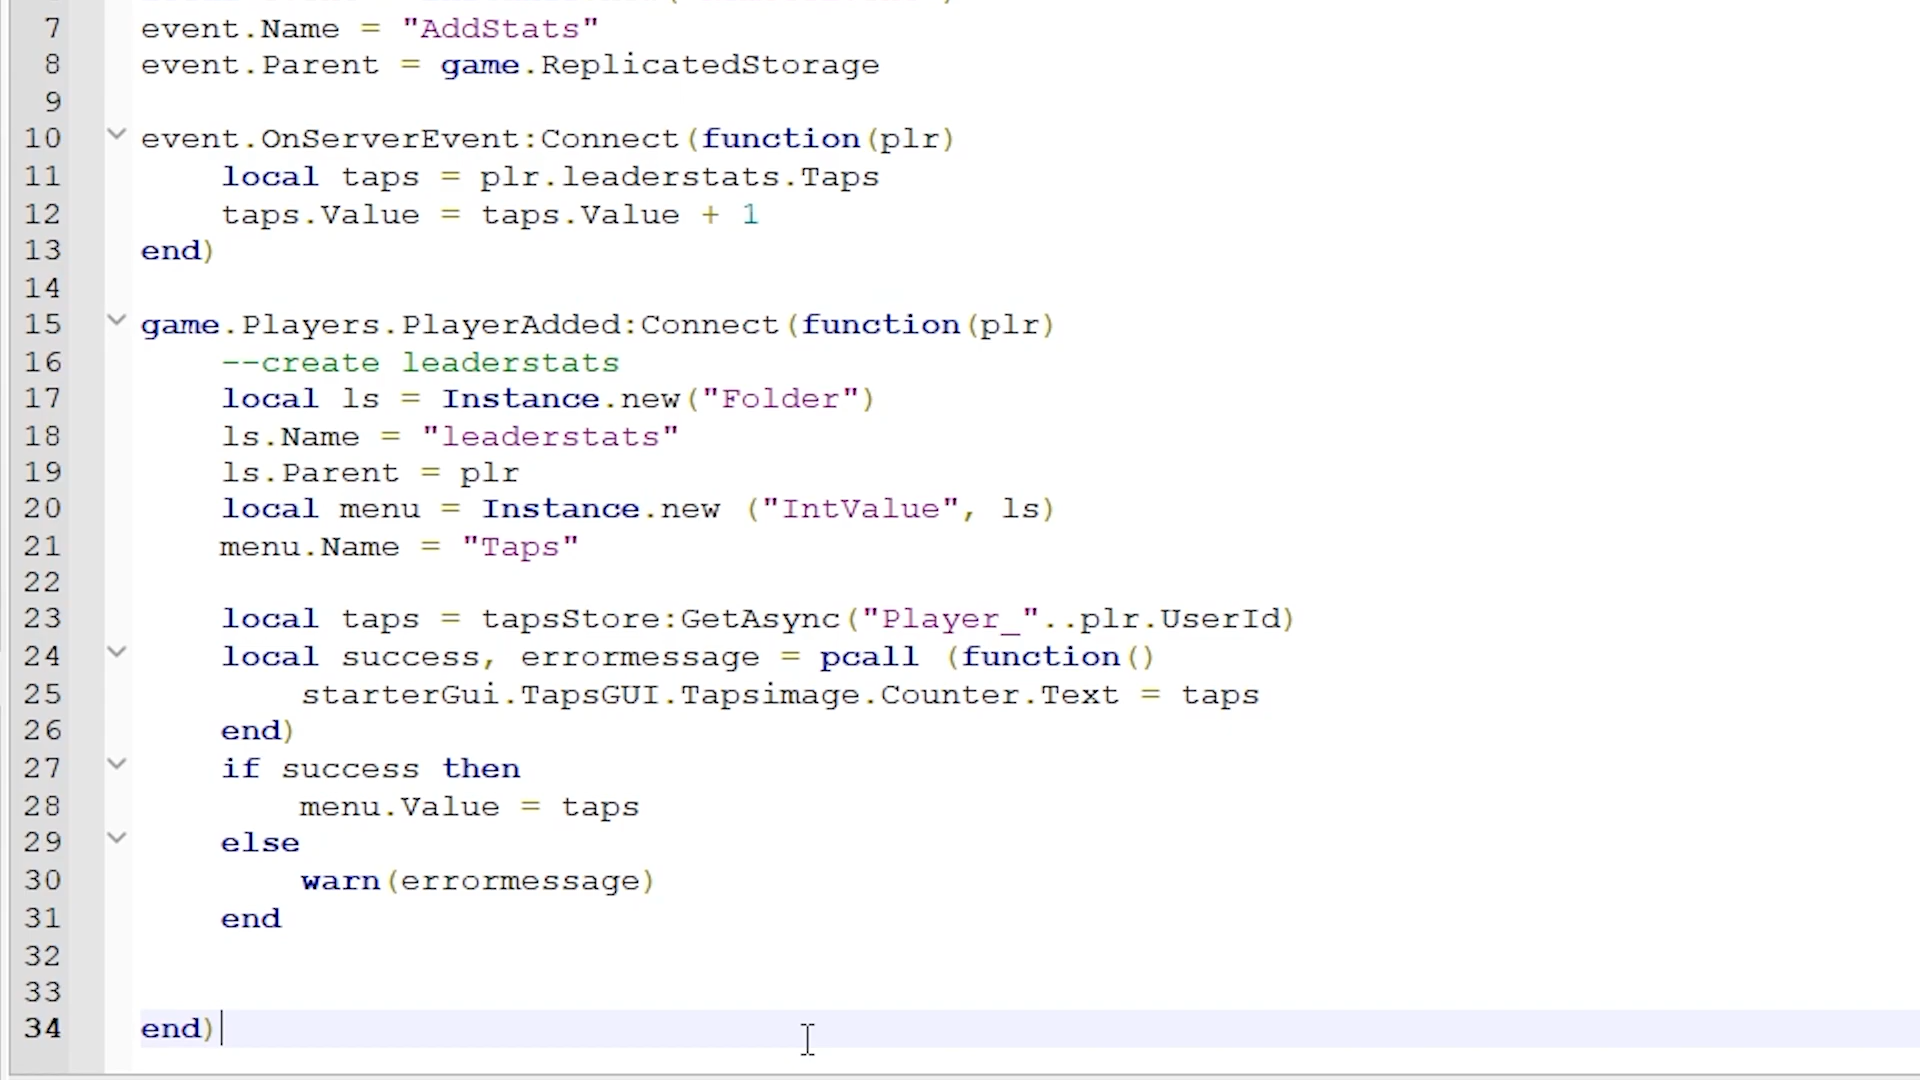 7 event.Name = "AddStats"
8 event.Parent = game.ReplicatedStorage
9
10 event.OnServerEvent:Connect(function(plr)
11 local taps = plr.leaderstats.Taps
12 taps.Value = taps.Value + 1
13 end)
14
15 game.Players.PlayerAdded:Connect(function(plr)
16 --create leaderstats
17 local ls = Instance.new("Folder")
18 ls.Name = "leaderstats"
19 ls.Parent = plr
20 local menu = Instance.new ("IntValue", ls)
21 menu.Name = "Taps"
22
23 local taps = tapsStore:GetAsync("Player_"..plr.UserId)
24 local success, errormessage = pcall (function()
25 starterGui.TapsGUI.Tapsimage.Counter.Text = taps
26 end)
27 if success then
28 menu.Value = taps
29 else
30 warn(errormessage)
31 end
32
33
34 end)